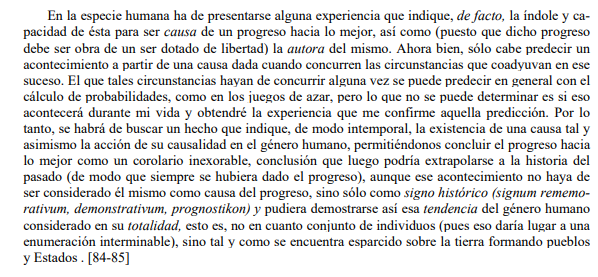 En la especie humana ha de presentarse alguna experiencia que indique, de facto, la índole y ca-
pacidad de ésta para ser causa de un progreso hacia lo mejor, así como (puesto que dicho progreso
debe ser obra de un ser dotado de libertad) la autora del mismo. Ahora bien, sólo cabe predecir un
acontecimiento a partir de una causa dada cuando concurren las circunstancias que coadyuvan en ese
suceso. El que tales circunstancias hayan de concurrir alguna vez se puede predecir en general con el
cálculo de probabilidades, como en los juegos de azar, pero lo que no se puede determinar es si eso
acontecerá durante mi vida y obtendré la experiencia que me confirme aquella predicción. Por lo
tanto, se habrá de buscar un hecho que indique, de modo intemporal, la existencia de una causa tal y
asimismo la acción de su causalidad en el género humano, permitiéndonos concluir el progreso hacia
lo mejor como un corolario inexorable, conclusión que luego podría extrapolarse a la historia del
pasado (de modo que siempre se hubiera dado el progreso), aunque ese acontecimiento no haya de
ser considerado él mismo como causa del progreso, sino sólo como signo histórico (signum rememo-
rativum, demonstrativum, prognostikon) y pudiera demostrarse así esa tendencia del género humano
considerado en su totalidad, esto es, no en cuanto conjunto de individuos (pues eso daría lugar a una
enumeración interminable), sino tal y como se encuentra esparcido sobre la tierra formando pueblos
y Estados . [84-85]